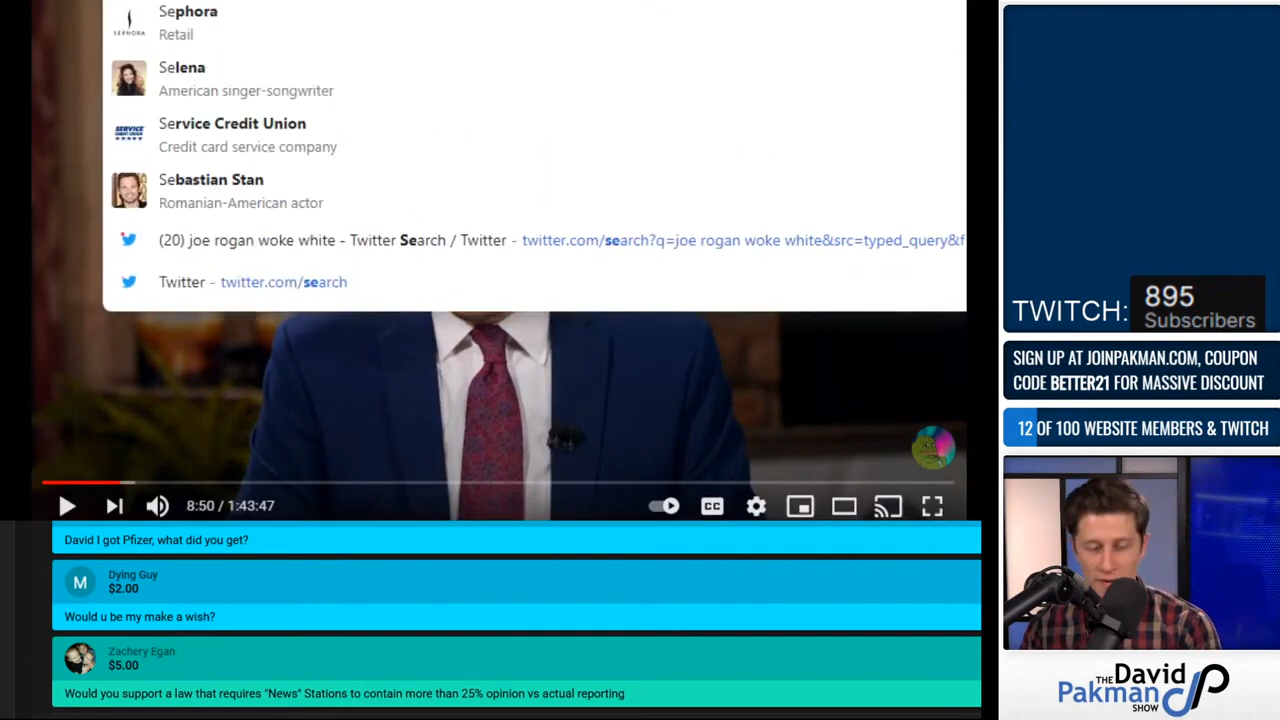 Sephora
SEPHORA
Retail
Selena
American singer-songwriter
SERVICE
CREDIT UNION
Service Credit Union
Credit card service company
Sebastian Stan
Romanian-American actor
(20) joe rogan woke white - Twitter Search / Twitter - twitter.com/search?q=joe rogan woke white&src=typed_query&f
Twitter - twitter.com/search
8:50 / 1:43:47
CC
David I got Pfizer, what did you get?
M
Dying Guy
$2.00
Would u be my make a wish?
Zachery Egan
$5.00
Would you support a law that requires "News" Stations to contain more than 25% opinion vs actual reporting
TWITCH:
895
Subscribers
SIGN UP AT JOINPAKMAN.COM, COUPON
CODE BETTER21 FOR MASSIVE DISCOUNT
12 OF 100 WEBSITE MEMBERS & TWITCH
THE David
Pakman
SHOW